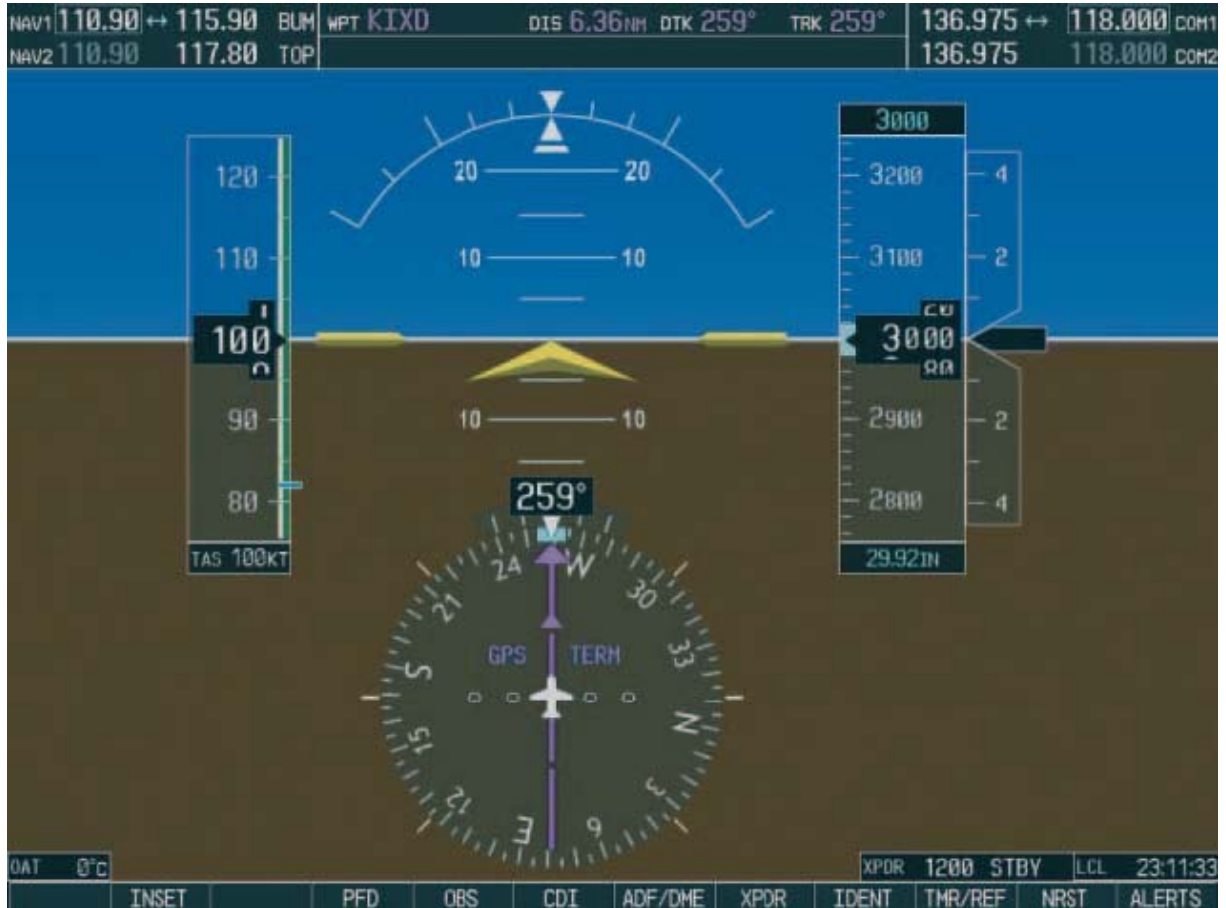 NAV1 110.90 ↔ 115.90 BUM
NAV2 110.90 117.80 TOP
WPT KIXD DIS 6.36NM DTK 259° TRK 259°
136.975 ↔ 118.000 COM1
136.975 118.000 COM2
3000
20 20
120
3200
4
10 10
110
3100
2
1
20
100
3000
80
10 10
90
2900
2
259°
80
2800
4
TAS 100KT
29.92IN
24 W
21 30
GPS TERM
S 33
15 N
12 3
E 6
OAT 0°C
XPDR 1200 STBY LCL 23:11:33
INSET PFD OBS CDI ADF/DME XPDR IDENT TMR/REF NRST ALERTS